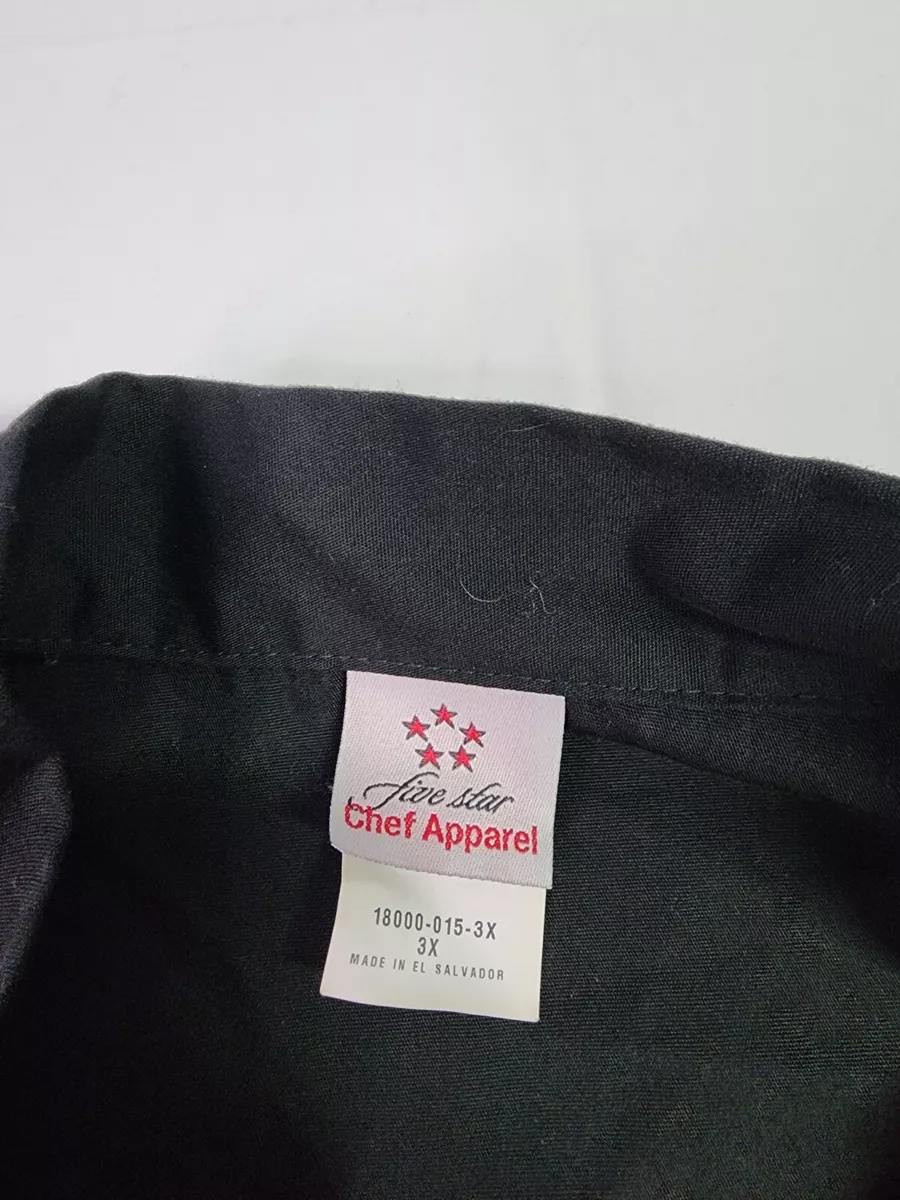 five star
Chef Apparel
18000-015-3X
3X
MADE IN EL SALVADOR